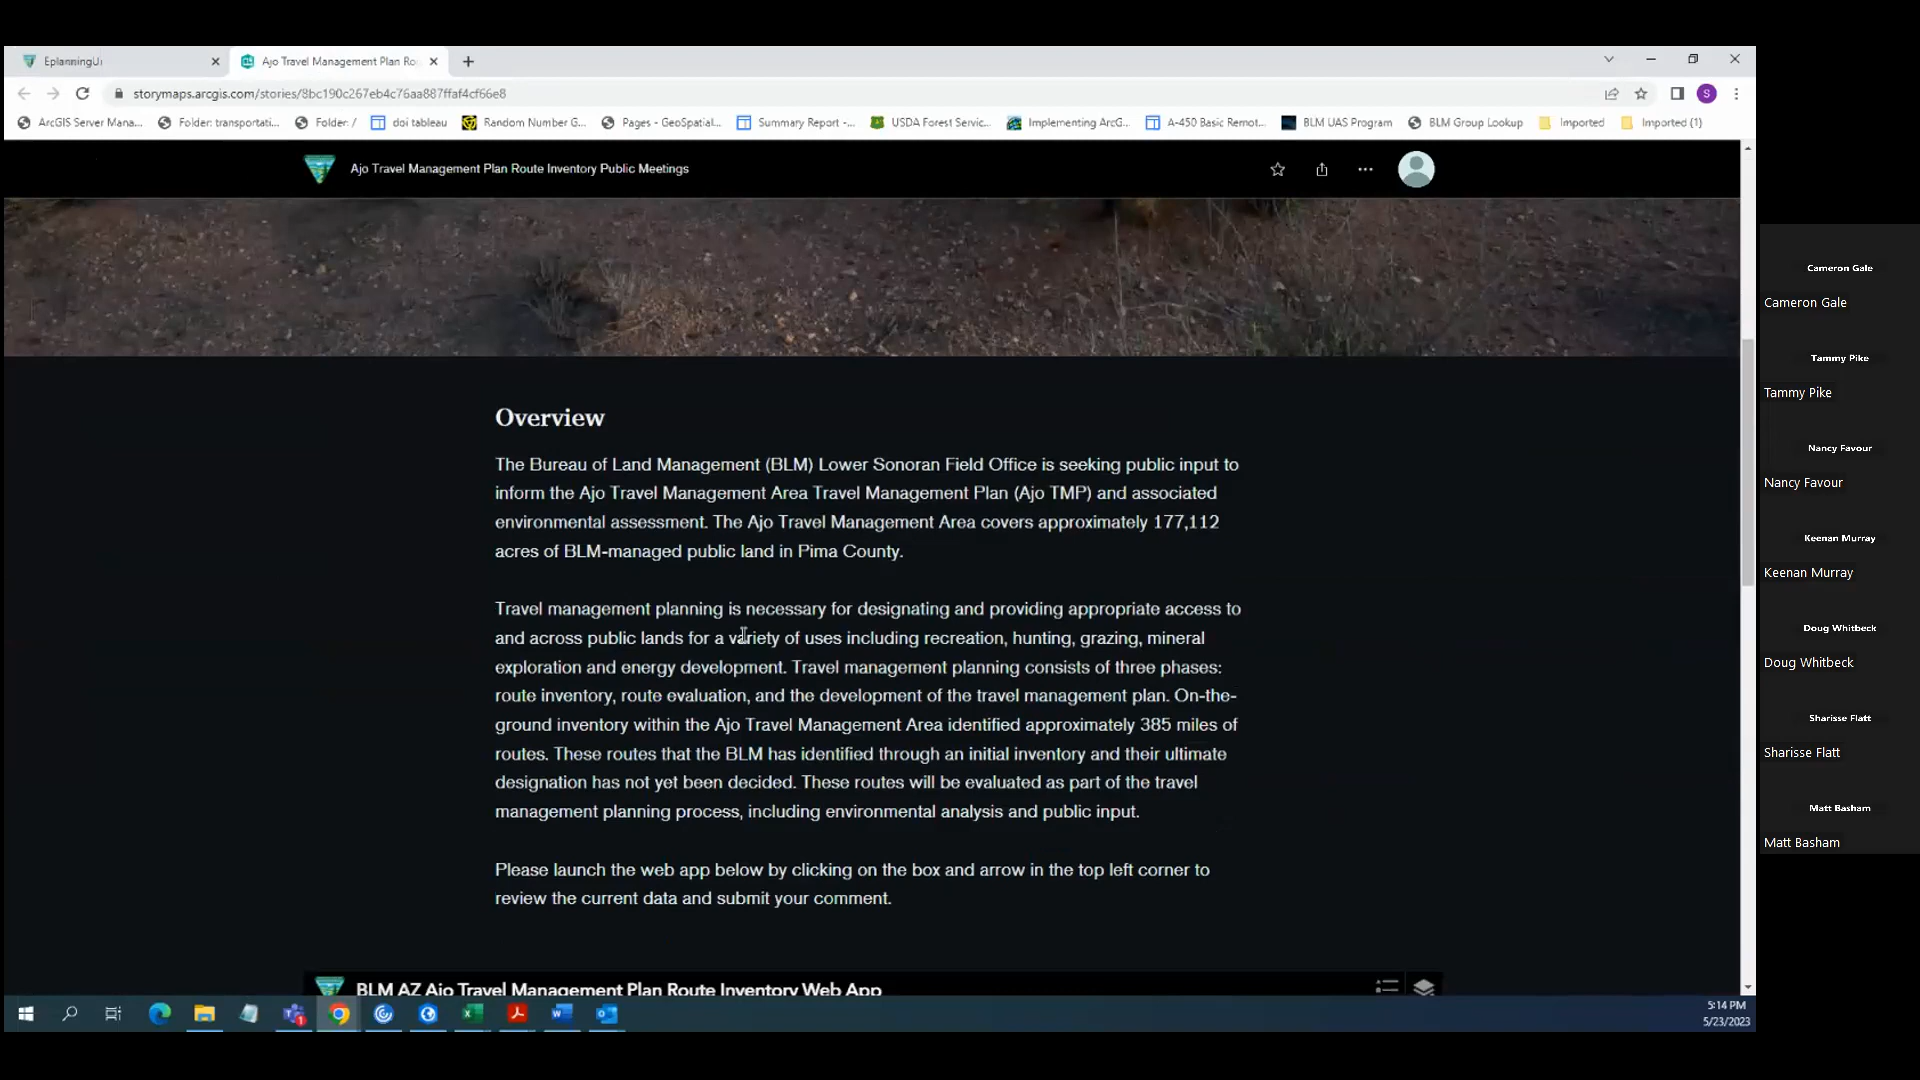 EplanningUi
Ajo Travel Management Plan Ro
storymaps.arcgis.com/stories/8bc190c267eb4c76aa887ffaf4cf66e8
S
ArcGIS Server Mana...
Folder: transportati...
Folder: /
doi tableau
Random Number G...
Pages - GeoSpatial...
Summary Report -...
USDA Forest Servic...
Implementing ArcG...
A-450 Basic Remot...
BLM UAS Program
BLM Group Lookup
Imported
Imported (1)
Ajo Travel Management Plan Route Inventory Public Meetings
Overview
The Bureau of Land Management (BLM) Lower Sonoran Field Office is seeking public input to
inform the Ajo Travel Management Area Travel Management Plan (Ajo TMP) and associated
environmental assessment. The Ajo Travel Management Area covers approximately 177,112
acres of BLM-managed public land in Pima County.
Travel management planning is necessary for designating and providing appropriate access to
and across public lands for a variety of uses including recreation, hunting, grazing, mineral
exploration and energy development. Travel management planning consists of three phases:
route inventory, route evaluation, and the development of the travel management plan. On-the-
ground inventory within the Ajo Travel Management Area identified approximately 385 miles of
routes. These routes that the BLM has identified through an initial inventory and their ultimate
designation has not yet been decided. These routes will be evaluated as part of the travel
management planning process, including environmental analysis and public input.
Please launch the web app below by clicking on the box and arrow in the top left corner to
review the current data and submit your comment.
BLM AZ Ajo Travel Management Plan Route Inventory Web App
5:14 PM
5/23/2023
Cameron Gale
Cameron Gale
Tammy Pike
Tammy Pike
Nancy Favour
Nancy Favour
Keenan Murray
Keenan Murray
Doug Whitbeck
Doug Whitbeck
Sharisse Flatt
Sharisse Flatt
Matt Basham
Matt Basham